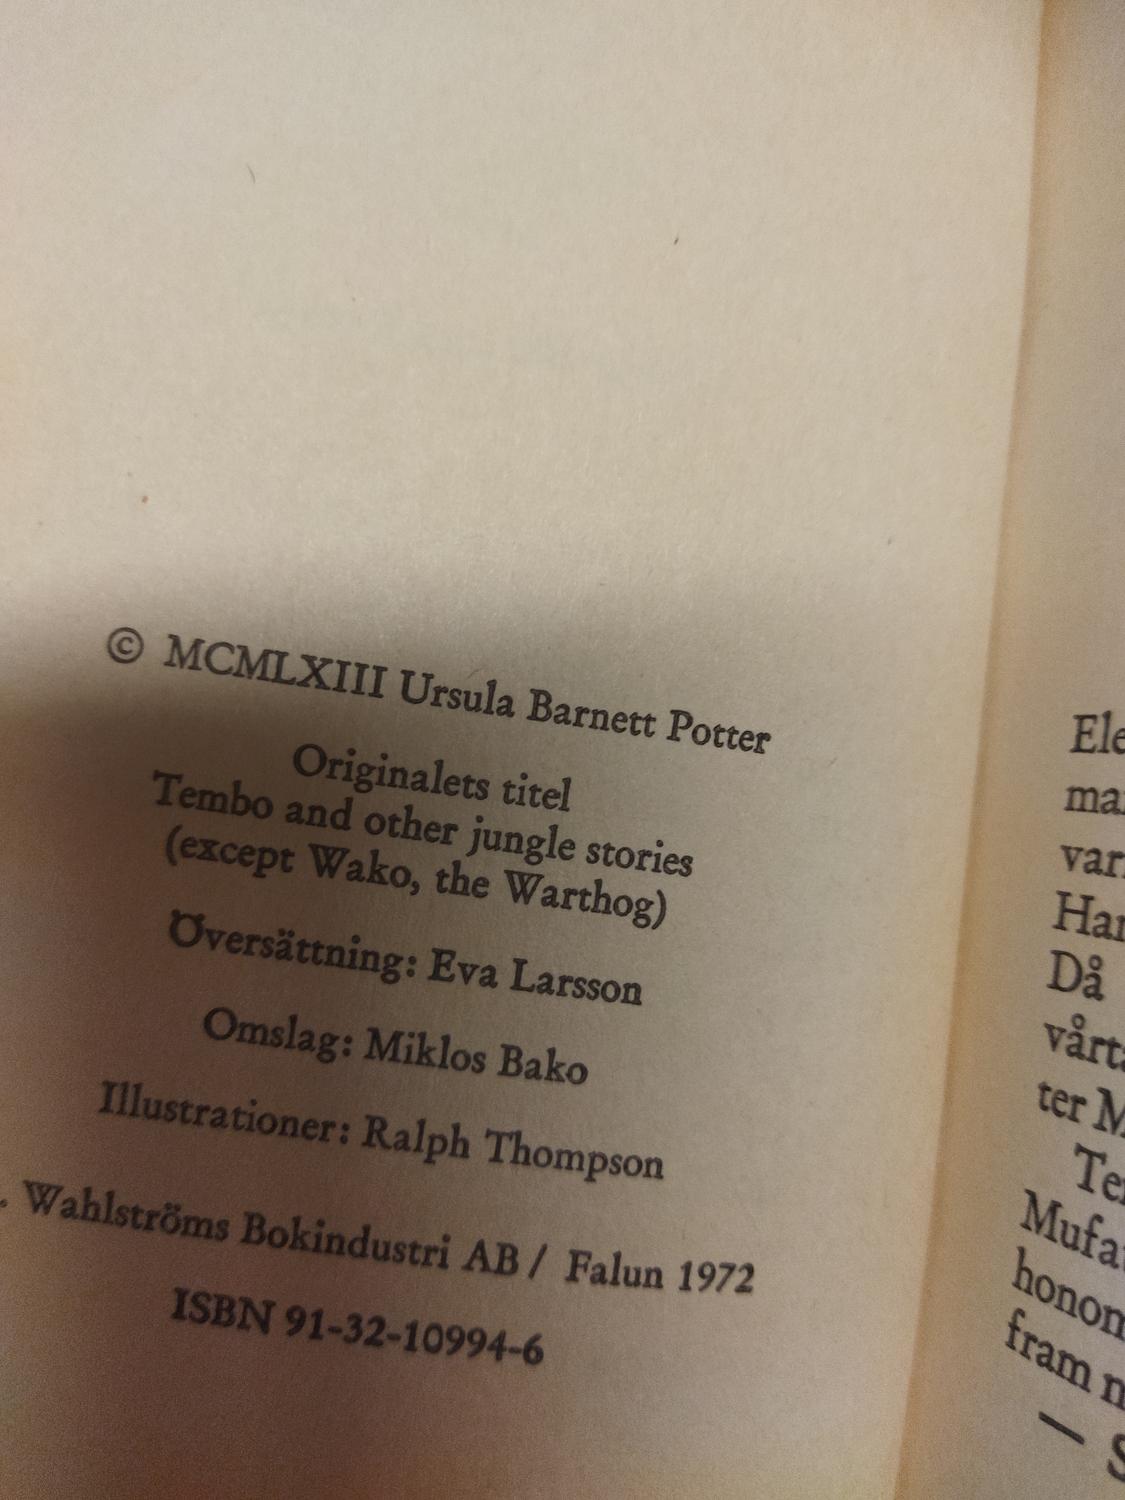 © MCMLXIII Ursula Barnett Potter
Originalets titel
Tembo and other jungle stories
(except Wako, the Warthog)
Översättning: Eva Larsson
Omslag: Miklos Bako
Illustrationer: Ralph Thompson
. Wahlströms Bokindustri AB / Falun 1972
ISBN 91-32-10994-6
Ele
ma
var
Har
Då
vårt
ter M
Te
Mufa
honom
fram n
— S